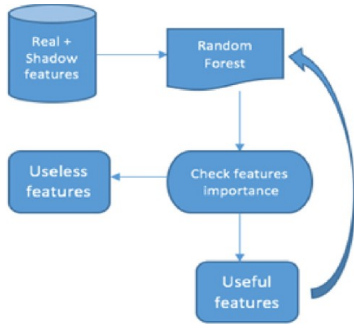 Real +
Shadow
features
Random
Forest
Useless
features
Check features
importance
Useful
features